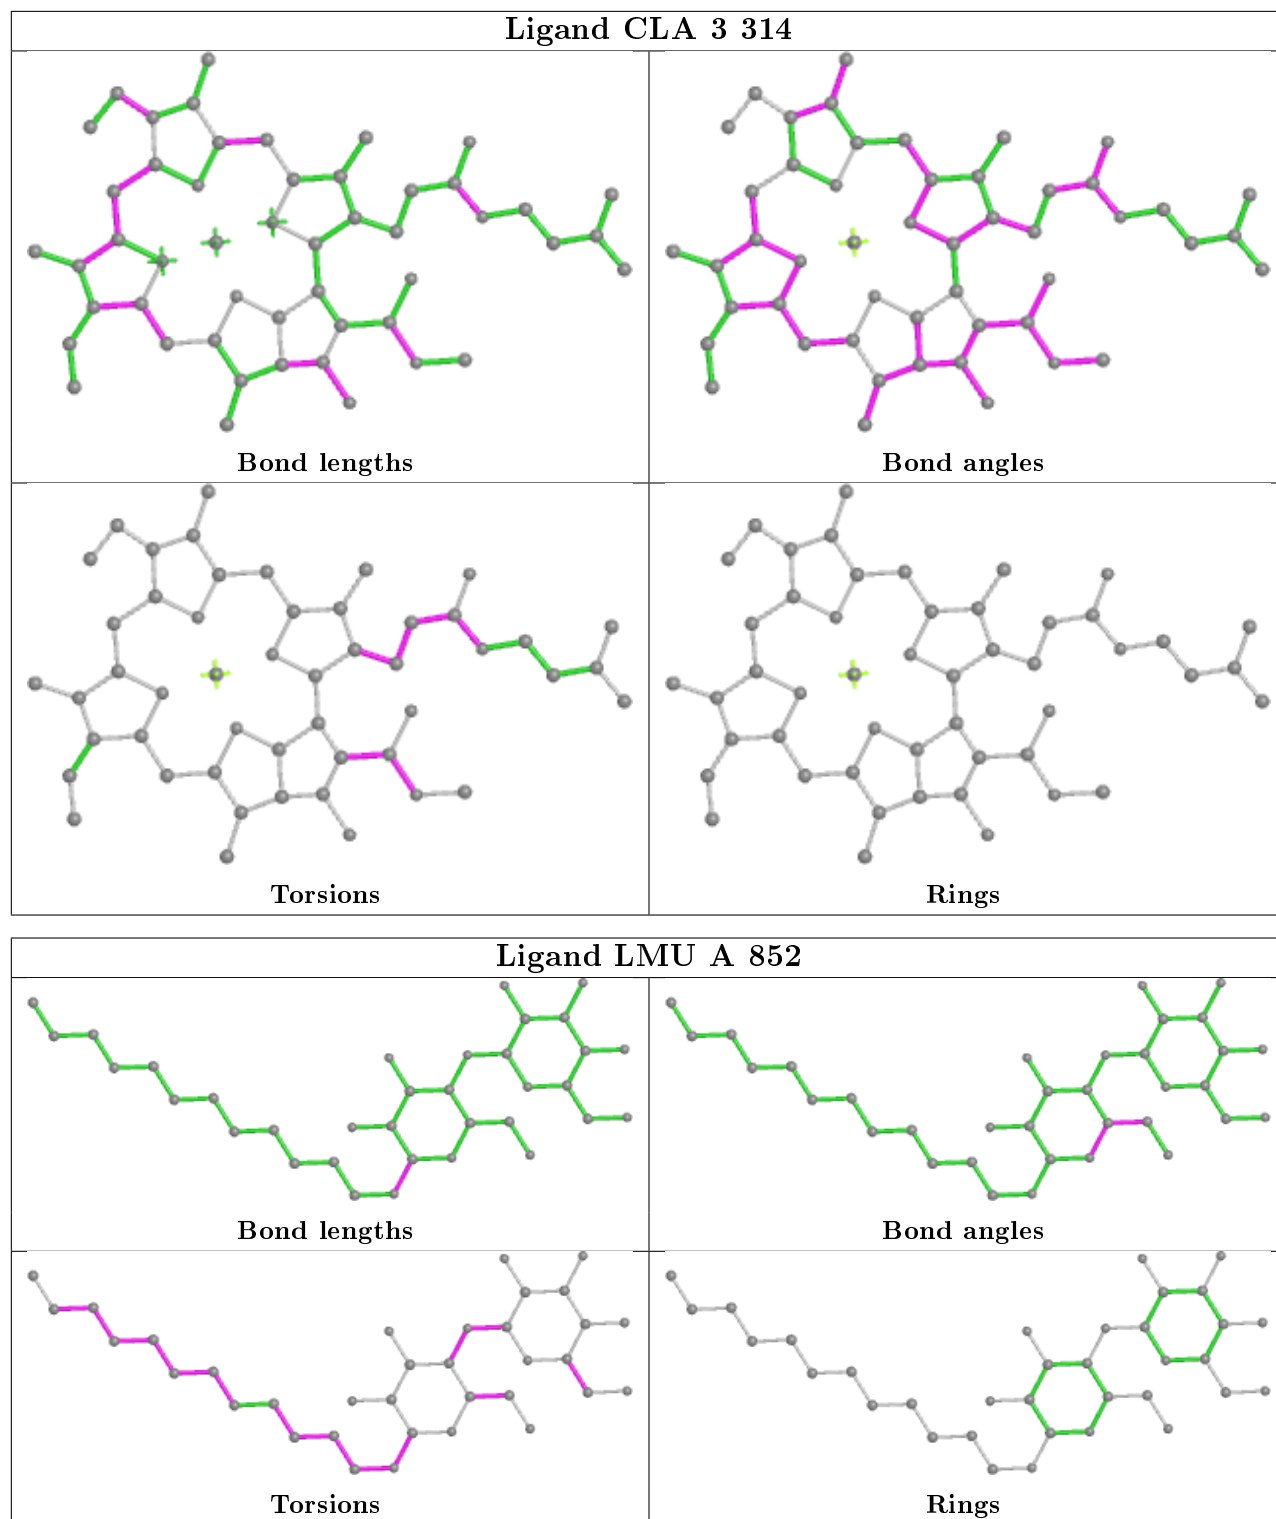 Ligand CLA 3 314
Bond lengths
Bond angles
Torsions
Rings
Ligand LMU A 852
Bond lengths
Bond angles
Torsions
Rings